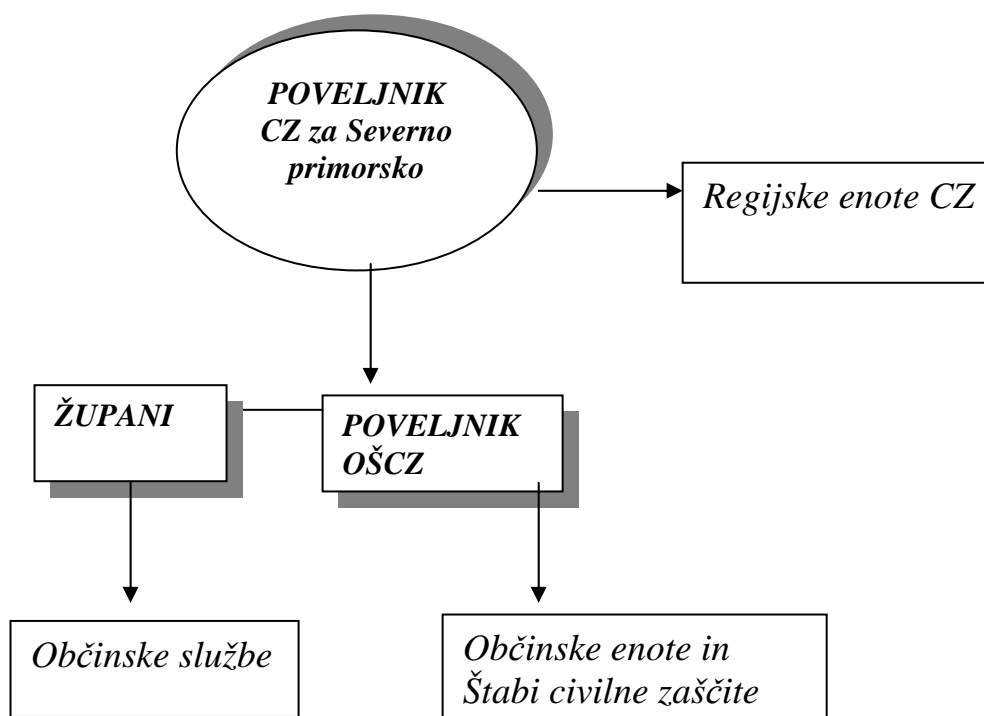 POVELJNIK
CZ za Severno
primorsko
Regijske enote CZ
ŽUPANI
POVELJNIK
OŠCZ
Občinske službe
Občinske enote in
Štabi civilne zaščite